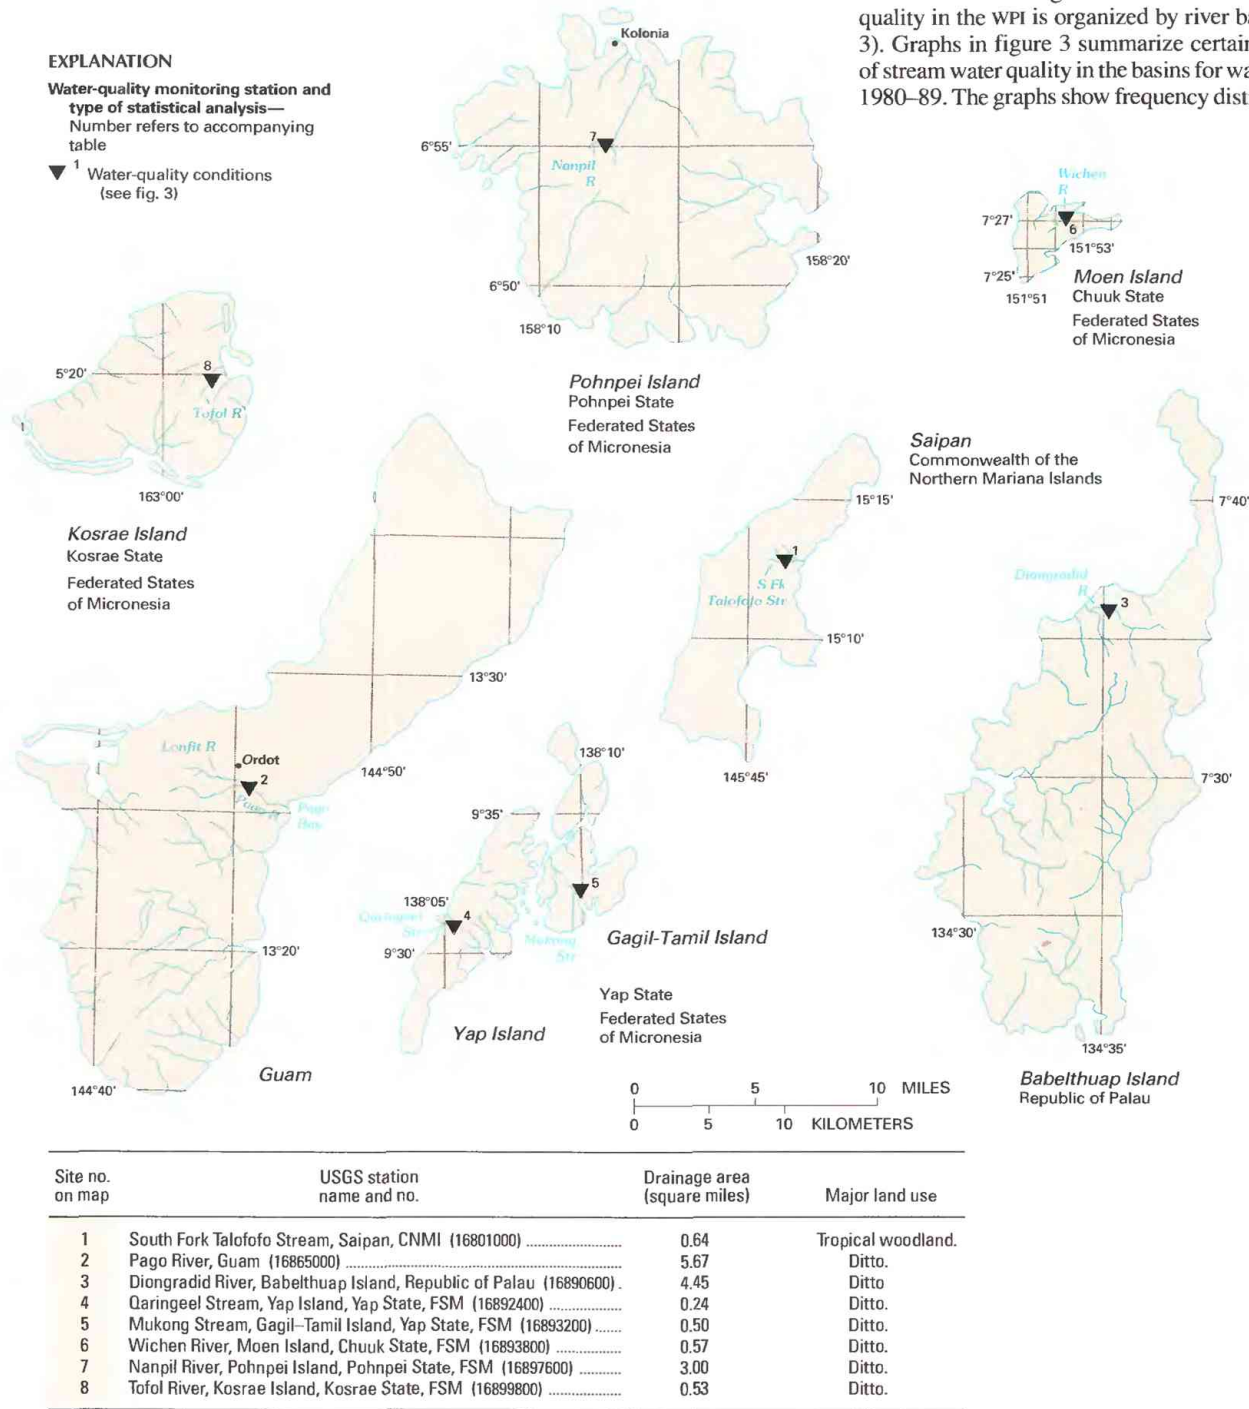 quality in the WPI is organized by river ba
3). Graphs in figure 3 summarize certain
of stream water quality in the basins for wa
1980–89. The graphs show frequency dist
EXPLANATION
Water-quality monitoring station and
type of statistical analysis—
Number refers to accompanying
table
1 Water-quality conditions
(see fig. 3)
Kolonia
6°55'
7
Nanpil
R
6°50'
158°10
158°20'
Pohnpei Island
Pohnpei State
Federated States
of Micronesia
Wichen
R
7°27'
6
151°53'
7°25'
151°51
Moen Island
Chuuk State
Federated States
of Micronesia
5°20'
8
Tofol R
163°00'
Kosrae Island
Kosrae State
Federated States
of Micronesia
Saipan
Commonwealth of the
Northern Mariana Islands
15°15'
1
S Fk
Talofofo Str
15°10'
145°45'
7°40'
Diongradid
R
3
7°30'
134°30'
134°35'
Babelthuap Island
Republic of Palau
13°30'
Lonfit R
Ordot
2
Pago R
Pago
Bay
144°50'
13°20'
144°40'
Guam
138°10'
9°35'
5
138°05'
Qaringeel
Str
4
Mukong
Str
9°30'
Gagil-Tamil Island
Yap State
Federated States
of Micronesia
Yap Island
0 5 10 MILES
0 5 10 KILOMETERS
Site no. USGS station Drainage area
on map name and no. (square miles) Major land use
1 South Fork Talofofo Stream, Saipan, CNMI (16801000) ........................ 0.64 Tropical woodland.
2 Pago River, Guam (16865000) ................................................................ 5.67 Ditto.
3 Diongradid River, Babelthuap Island, Republic of Palau (16890600) . 4.45 Ditto
4 Qaringeel Stream, Yap Island, Yap State, FSM (16892400) .................. 0.24 Ditto.
5 Mukong Stream, Gagil–Tamil Island, Yap State, FSM (16893200) ....... 0.50 Ditto.
6 Wichen River, Moen Island, Chuuk State, FSM (16893800) ................ 0.57 Ditto.
7 Nanpil River, Pohnpei Island, Pohnpei State, FSM (16897600) ........... 3.00 Ditto.
8 Tofol River, Kosrae Island, Kosrae State, FSM (16899800) .................. 0.53 Ditto.